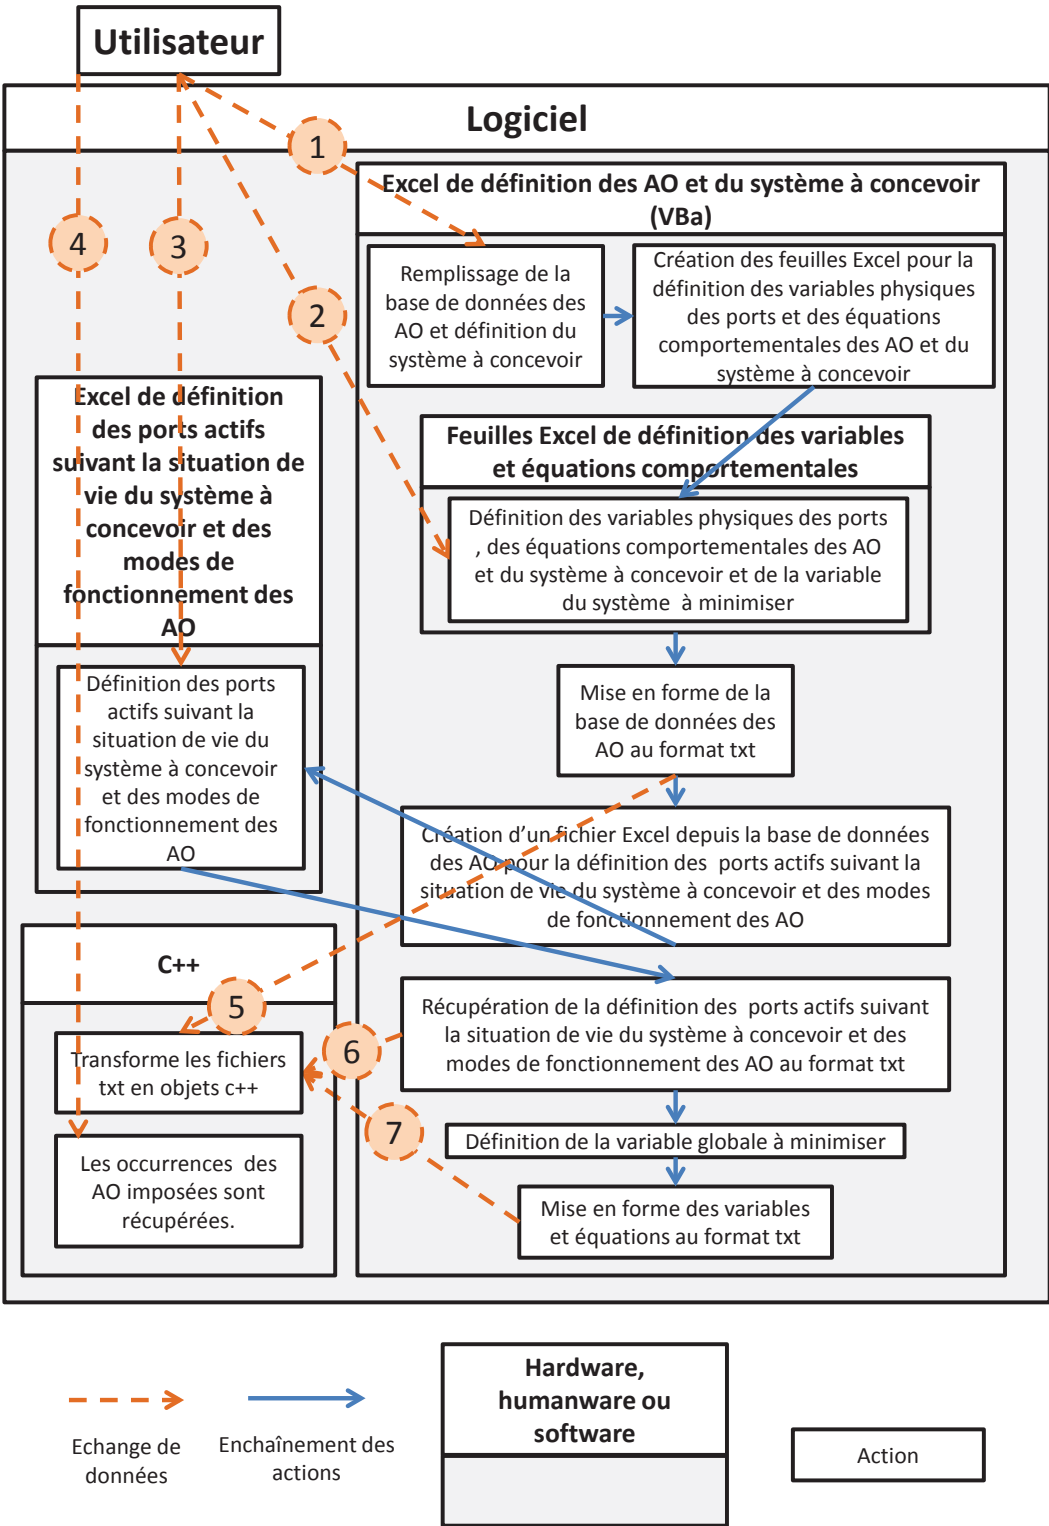 Utilisateur
Logiciel
1
Excel de définition des AO et du système à concevoir
(VBa)
4
3
2
Remplissage de la
base de données des
AO et définition du
système à concevoir
Création des feuilles Excel pour la
définition des variables physiques
des ports et des équations
comportementales des AO et du
système à concevoir
Excel de définition
des ports actifs
suivant la situation de
vie du système à
concevoir et des
modes de
fonctionnement des
AO
Feuilles Excel de définition des variables
et équations comportementales
Définition des variables physiques des ports
, des équations comportementales des AO
et du système à concevoir et de la variable
du système à minimiser
Définition des ports
actifs suivant la
situation de vie du
système à concevoir
et des modes de
fonctionnement des
AO
Mise en forme de la
base de données des
AO au format txt
Création d'un fichier Excel depuis la base de données
des AO pour la définition des ports actifs suivant la
situation de vie du système à concevoir et des modes
de fonctionnement des AO
C++
5
Transforme les fichiers
txt en objets c++
6
Récupération de la définition des ports actifs suivant
la situation de vie du système à concevoir et des
modes de fonctionnement des AO au format txt
7
Définition de la variable globale à minimiser
Les occurrences des
AO imposées sont
récupérées.
Mise en forme des variables
et équations au format txt
Echange de
données
Enchaînement des
actions
Hardware,
humanware ou
software
Action